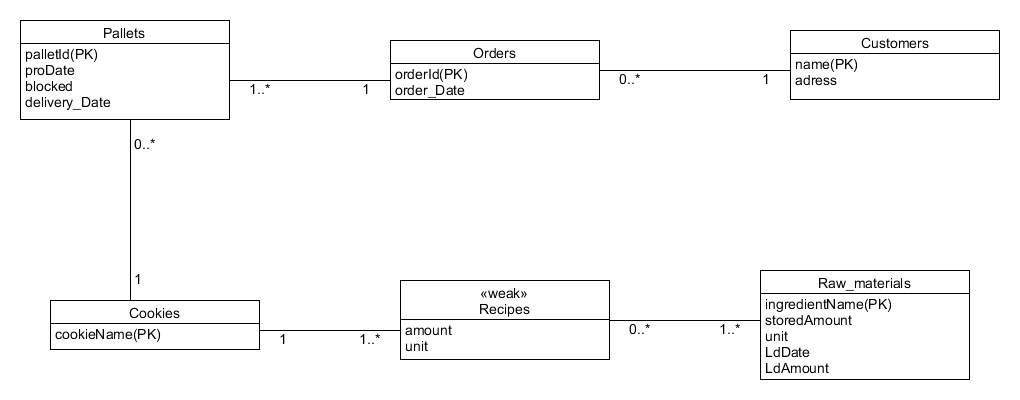 Pallets
palletId(PK)
proDate
blocked
delivery_Date
1..*
1
Orders
orderId(PK)
order_Date
0..*
1
Customers
name(PK)
adress
0..*
1
Cookies
cookieName(PK)
1
1..*
«weak»
Recipes
amount
unit
0..*
1..*
Raw_materials
ingredientName(PK)
storedAmount
unit
LdDate
LdAmount